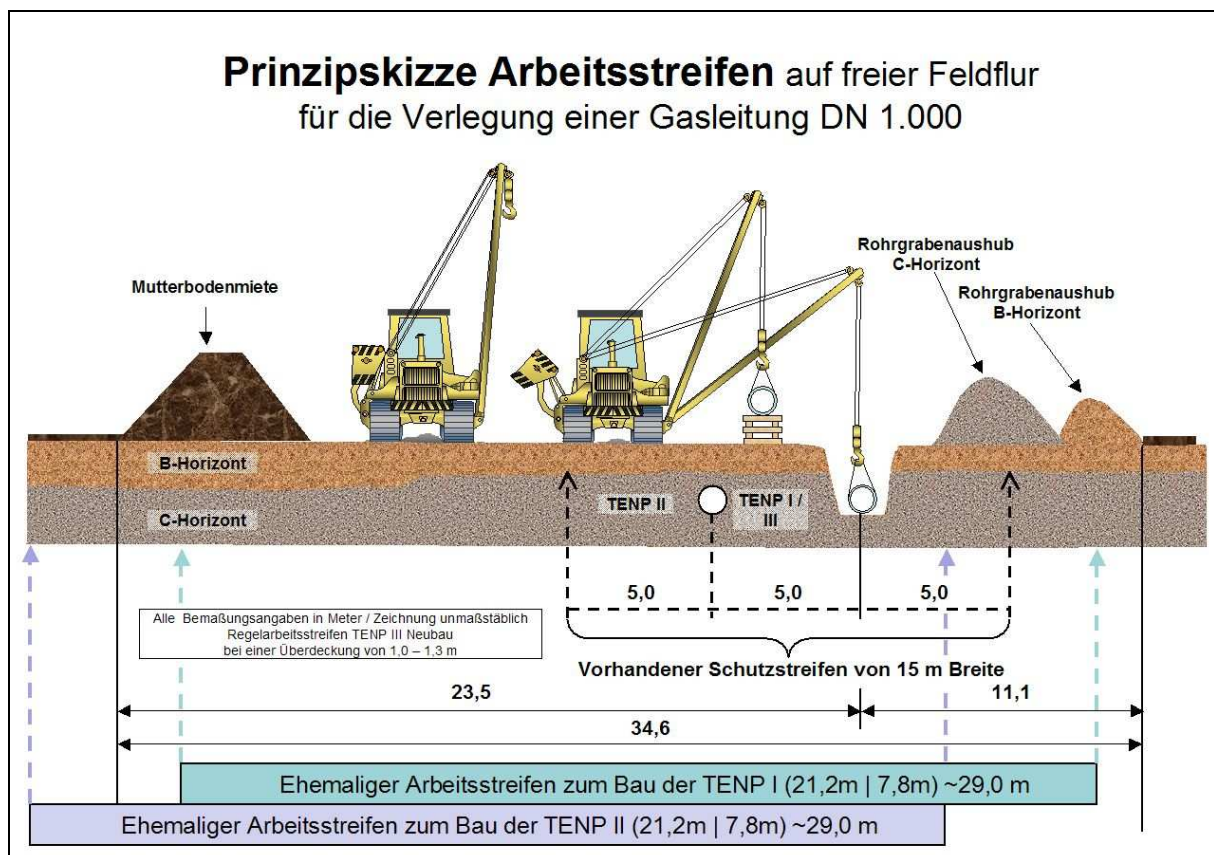 Prinzipskizze Arbeitsstreifen auf freier Feldflur
für die Verlegung einer Gasleitung DN 1.000
Rohrgrabenaushub
C-Horizont
Mutterbodenmiete
Rohrgrabenaushub
B-Horizont
B-Horizont
C-Horizont
TENP II
TENP I /
III
5,0
5,0
5,0
Alle Bemaßungsangaben in Meter / Zeichnung unmaßstäblich
Regelarbeitsstreifen TENP III Neubau
bei einer Überdeckung von 1,0 – 1,3 m
Vorhandener Schutzstreifen von 15 m Breite
23,5
11,1
34,6
Ehemaliger Arbeitsstreifen zum Bau der TENP I (21,2m | 7,8m) ~29,0 m
Ehemaliger Arbeitsstreifen zum Bau der TENP II (21,2m | 7,8m) ~29,0 m